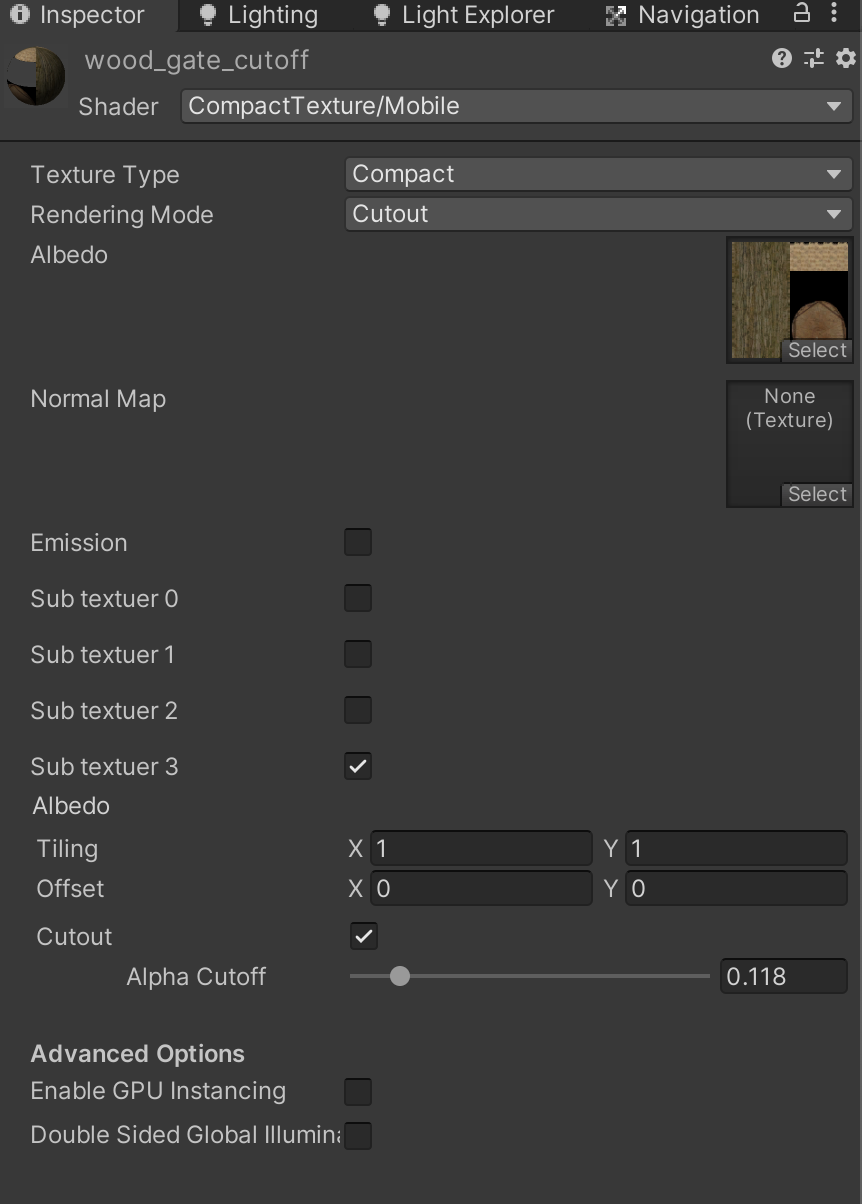 Inspector Lighting Light Explorer Navigation
wood_gate_cutoff
Shader CompactTexture/Mobile
Texture Type Compact
Rendering Mode Cutout
Albedo
Select
Normal Map
None
(Texture)
Select
Emission
Sub textuer 0
Sub textuer 1
Sub textuer 2
Sub textuer 3
Albedo
Tiling X 1 Y 1
Offset X 0 Y 0
Cutout
Alpha Cutoff 0.118
Advanced Options
Enable GPU Instancing
Double Sided Global Illumina